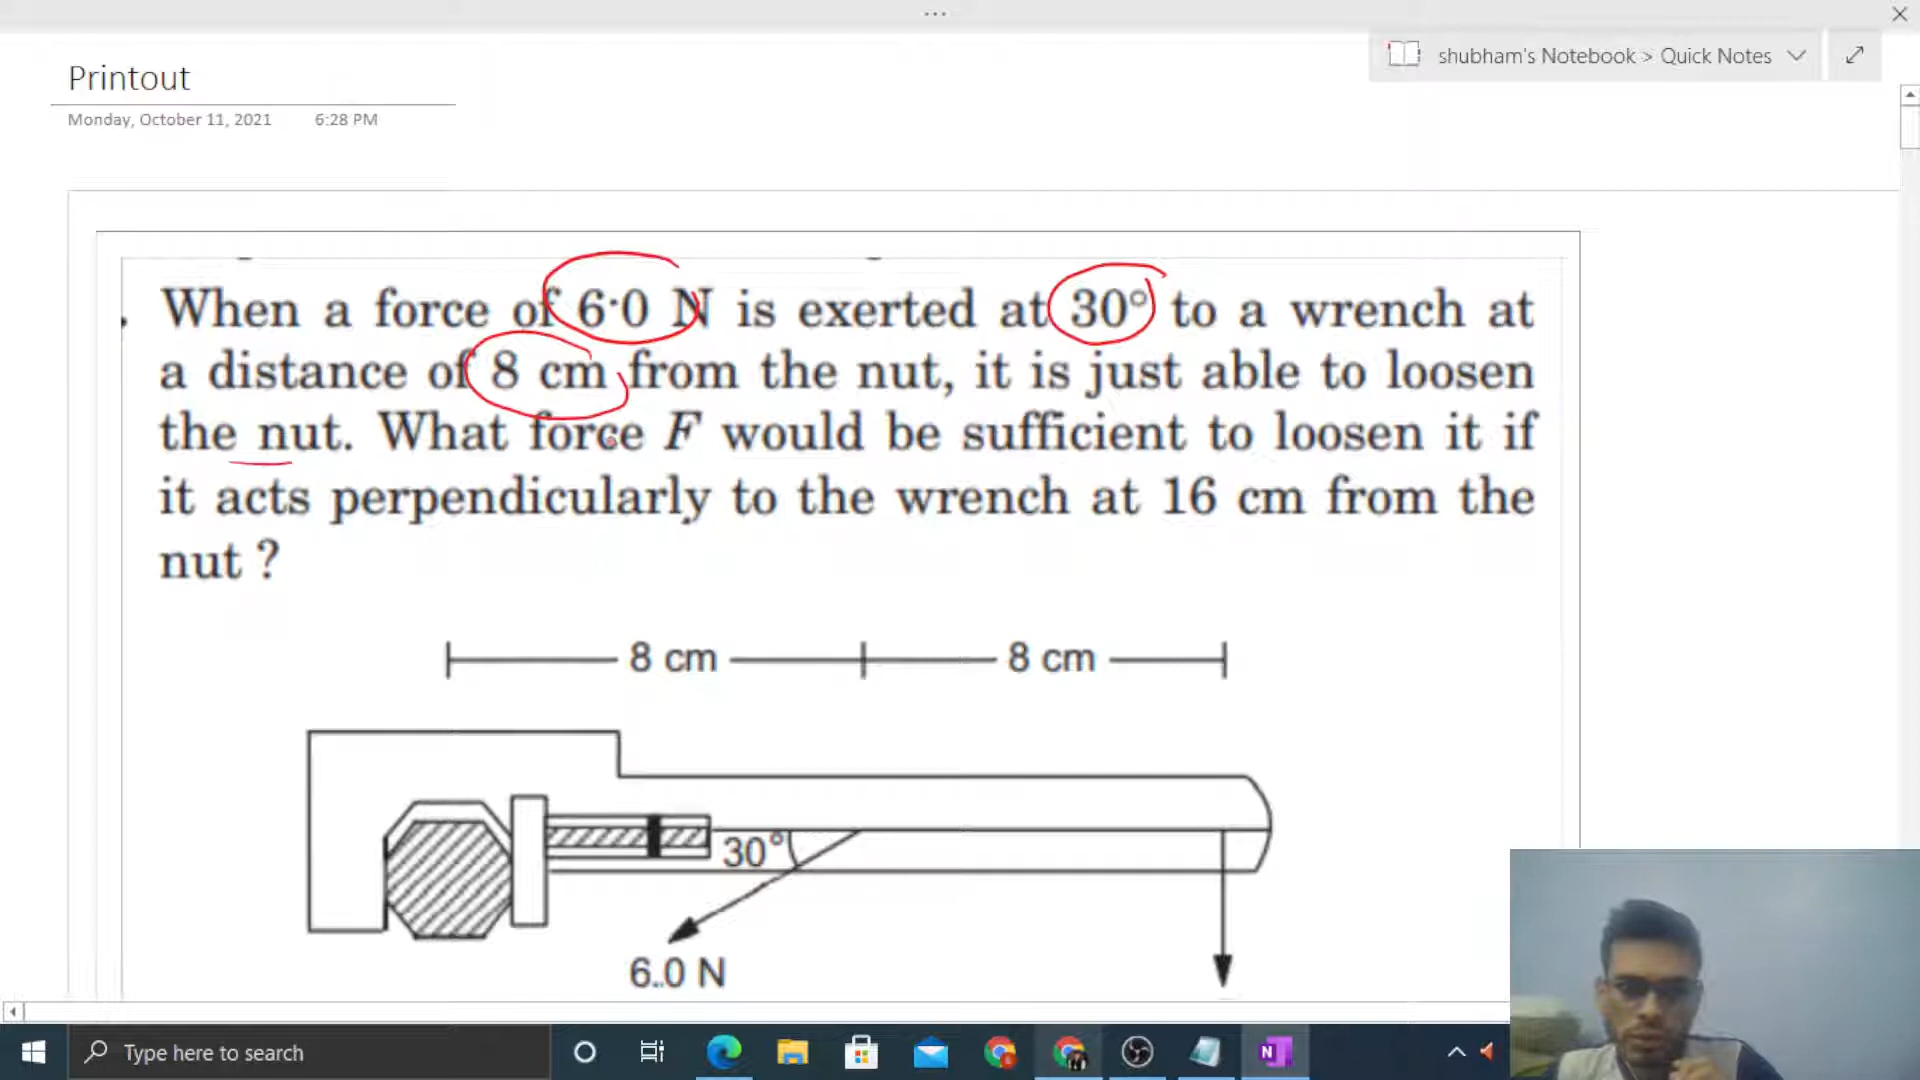 ...
shubham's Notebook > Quick Notes
Printout
Monday, October 11, 2021 6:28 PM
When a force of 6·0 N is exerted at 30° to a wrench at
a distance of 8 cm from the nut, it is just able to loosen
the nut. What force F would be sufficient to loosen it if
it acts perpendicularly to the wrench at 16 cm from the
nut ?
8 cm 8 cm
30°
6..0 N
Type here to search
N